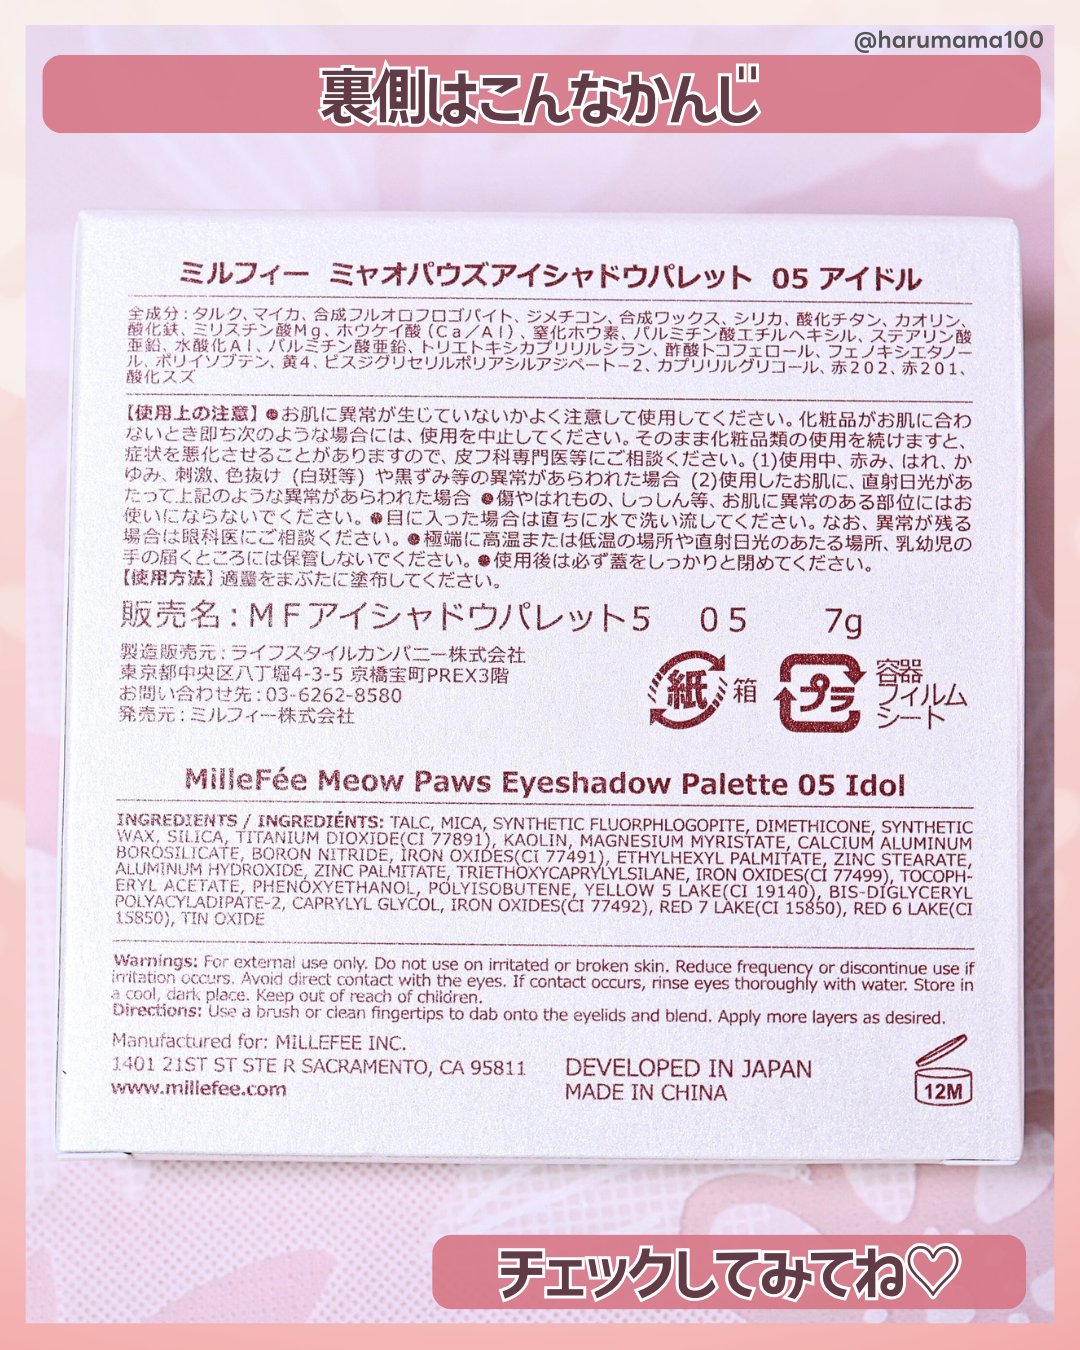 @harumama100
裏側はこんなかんじ
ミルフィー ミャオパウズアイシャドウパレット 05 アイドル
全成分：タルク、マイカ、合成フルオロフロゴパイト、ジメチコン、合成ワックス、シリカ、酸化チタン、カオリン、
酸化鉄、ミリスチン酸Mg、ホウケイ酸（Ca／Al）、窒化ホウ素、パルミチン酸エチルヘキシル、ステアリン酸
亜鉛、水酸化Al、パルミチン酸亜鉛、トリエトキシカプリリルシラン、酢酸トコフェロール、フェノキシエタノー
ル、ポリイソブテン、黄4、ビスジグリセリルポリアシルアジペート－2、カプリリルグリコール、赤202、赤201、
酸化スズ
【使用上の注意】●お肌に異常が生じていないかよく注意して使用してください。化粧品がお肌に合わ
ないとき即ち次のような場合には、使用を中止してください。そのまま化粧品類の使用を続けますと、
症状を悪化させることがありますので、皮フ科専門医等にご相談ください。(1)使用中、赤み、はれ、か
ゆみ、刺激、色抜け（白斑等）や黒ずみ等の異常があらわれた場合 (2)使用したお肌に、直射日光があ
たって上記のような異常があらわれた場合 ●傷やはれもの、しっしん等、お肌に異常のある部位にはお
使いにならないでください。●目に入った場合は直ちに水で洗い流してください。なお、異常が残る
場合は眼科医にご相談ください。●極端に高温または低温の場所や直射日光のあたる場所、乳幼児の
手の届くところには保管しないでください。●使用後は必ず蓋をしっかりと閉めてください。
【使用方法】適量をまぶたに塗布してください。
販売名：ＭＦアイシャドウパレット5 05 7g
製造販売元：ライフスタイルカンパニー株式会社
東京都中央区八丁堀4-3-5 京橋宝町PREX3階
お問い合わせ先：03-6262-8580
発売元：ミルフィー株式会社
紙 箱
プラ 容器
フィルム
シート
MilleFée Meow Paws Eyeshadow Palette 05 Idol
INGREDIENTS / INGREDIÉNTS: TALC, MICA, SYNTHETIC FLUORPHLOGOPITE, DIMETHICONE, SYNTHETIC
WAX, SILICA, TITANIUM DIOXIDE(CI 77891), KAOLIN, MAGNESIUM MYRISTATE, CALCIUM ALUMINUM
BOROSILICATE, BORON NITRIDE, IRON OXIDES(CI 77491), ETHYLHEXYL PALMITATE, ZINC STEARATE,
ALUMINUM HYDROXIDE, ZINC PALMITATE, TRIETHOXYCAPRYLYLSILANE, IRON OXIDES(CI 77499), TOCOPH-
ERYL ACETATE, PHENOXYETHANOL, POLYISOBUTENE, YELLOW 5 LAKE(CI 19140), BIS-DIGLYCERYL
POLYACYLADIPATE-2, CAPRYLYL GLYCOL, IRON OXIDES(CI 77492), RED 7 LAKE(CI 15850), RED 6 LAKE(CI
15850), TIN OXIDE
Warnings: For external use only. Do not use on irritated or broken skin. Reduce frequency or discontinue use if
irritation occurs. Avoid direct contact with the eyes. If contact occurs, rinse eyes thoroughly with water. Store in
a cool, dark place. Keep out of reach of children.
Directions: Use a brush or clean fingertips to dab onto the eyelids and blend. Apply more layers as desired.
Manufactured for: MILLEFEE INC.
1401 21ST ST STE R SACRAMENTO, CA 95811
www.millefee.com
DEVELOPED IN JAPAN
MADE IN CHINA
12M
チェックしてみてね♡